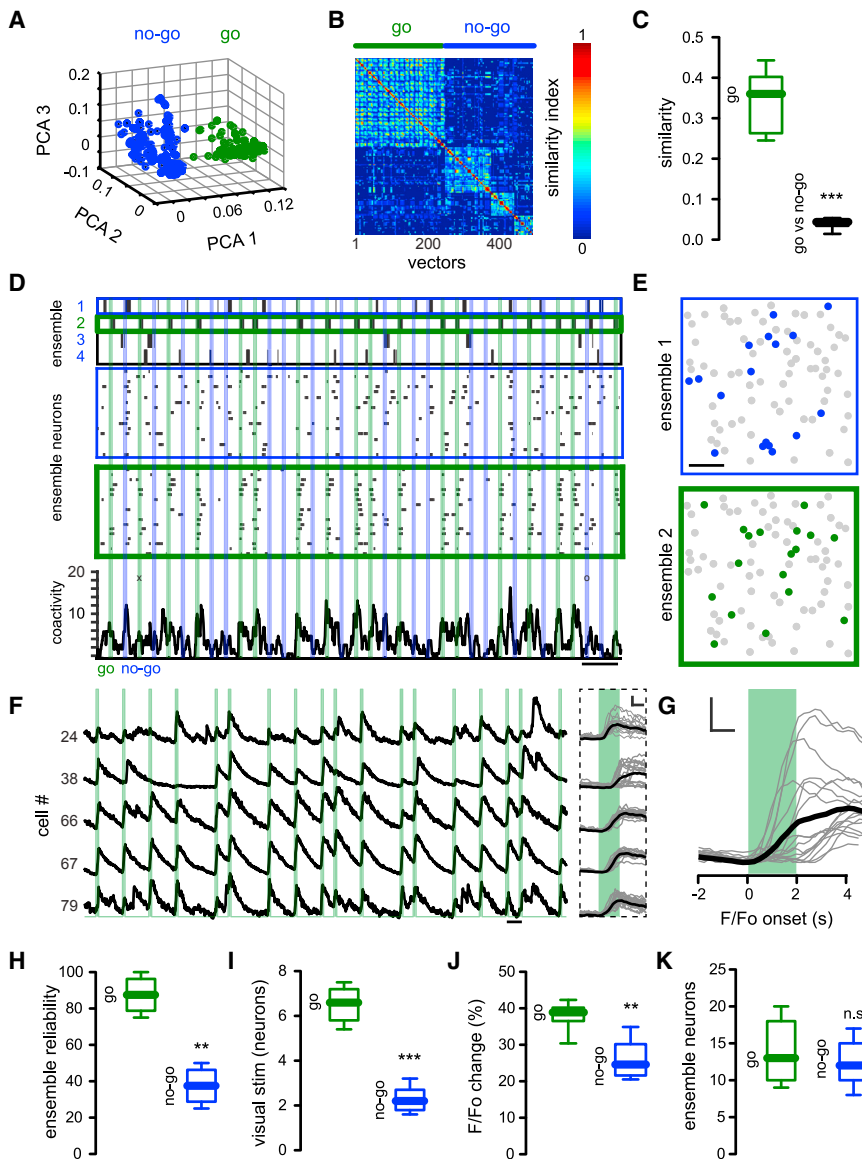 A
no-go go
PCA 3
0.2
0.1
0
-0.1
0.1
0
PCA 2
0 0.06 0.12
PCA 1
B
go no-go
1 200 400
vectors
1
similarity index
0
C
0.5
0.4
0.3
0.2
0.1
0.0
similarity
go
go vs no-go
***
D
ensemble
1
2
3
4
ensemble neurons
ensemble neurons
20
10
coactivity
x
o
go no-go
E
ensemble 1
ensemble 2
F
cell #
24
38
66
67
79
G
-2 0 2 4
F/Fo onset (s)
H
100
80
60
40
20
0
ensemble reliability
go
no-go
**
I
8
6
4
2
0
visual stim (neurons)
go
no-go
***
J
50
40
30
20
10
0
F/Fo change (%)
go
no-go
**
K
25
20
15
10
5
0
ensemble neurons
go
no-go
n.s